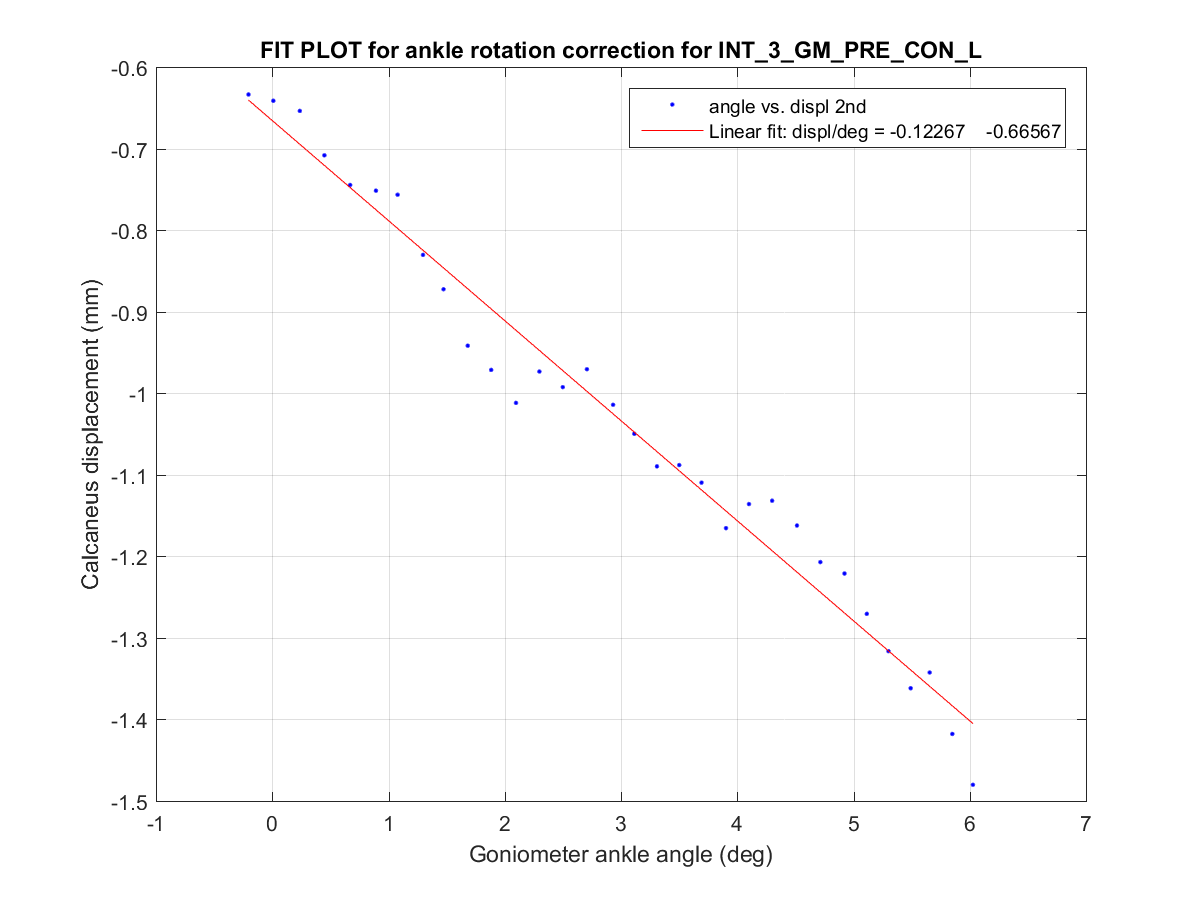 FIT PLOT for ankle rotation correction for INT_3_GM_PRE_CON_L
angle vs. displ 2nd
Linear fit: displ/deg = -0.12267    -0.66567
-0.6
-0.7
-0.8
-0.9
-1
-1.1
-1.2
-1.3
-1.4
-1.5
Calcaneus displacement (mm)
-1 0 1 2 3 4 5 6 7
Goniometer ankle angle (deg)